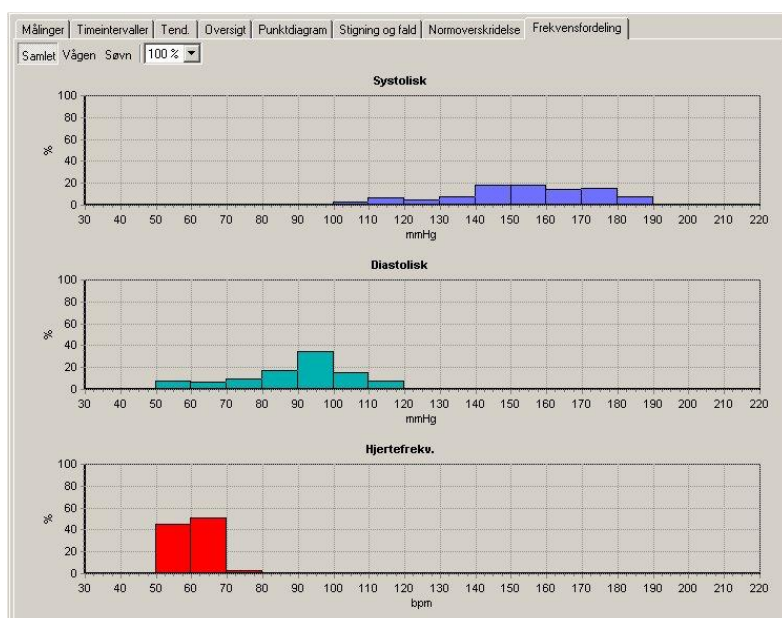 Målinger Timeintervaller Tend. Oversigt Punktdiagram Stigning og fald Normoverskridelse Frekvensfordeling
Samlet Vågen Søvn 100 %
Systolisk
100
80
60
40
20
0
%
30 40 50 60 70 80 90 100 110 120 130 140 150 160 170 180 190 200 210 220
mmHg
Diastolisk
100
80
60
40
20
0
%
30 40 50 60 70 80 90 100 110 120 130 140 150 160 170 180 190 200 210 220
mmHg
Hjertefrekv.
100
80
60
40
20
0
%
30 40 50 60 70 80 90 100 110 120 130 140 150 160 170 180 190 200 210 220
bpm